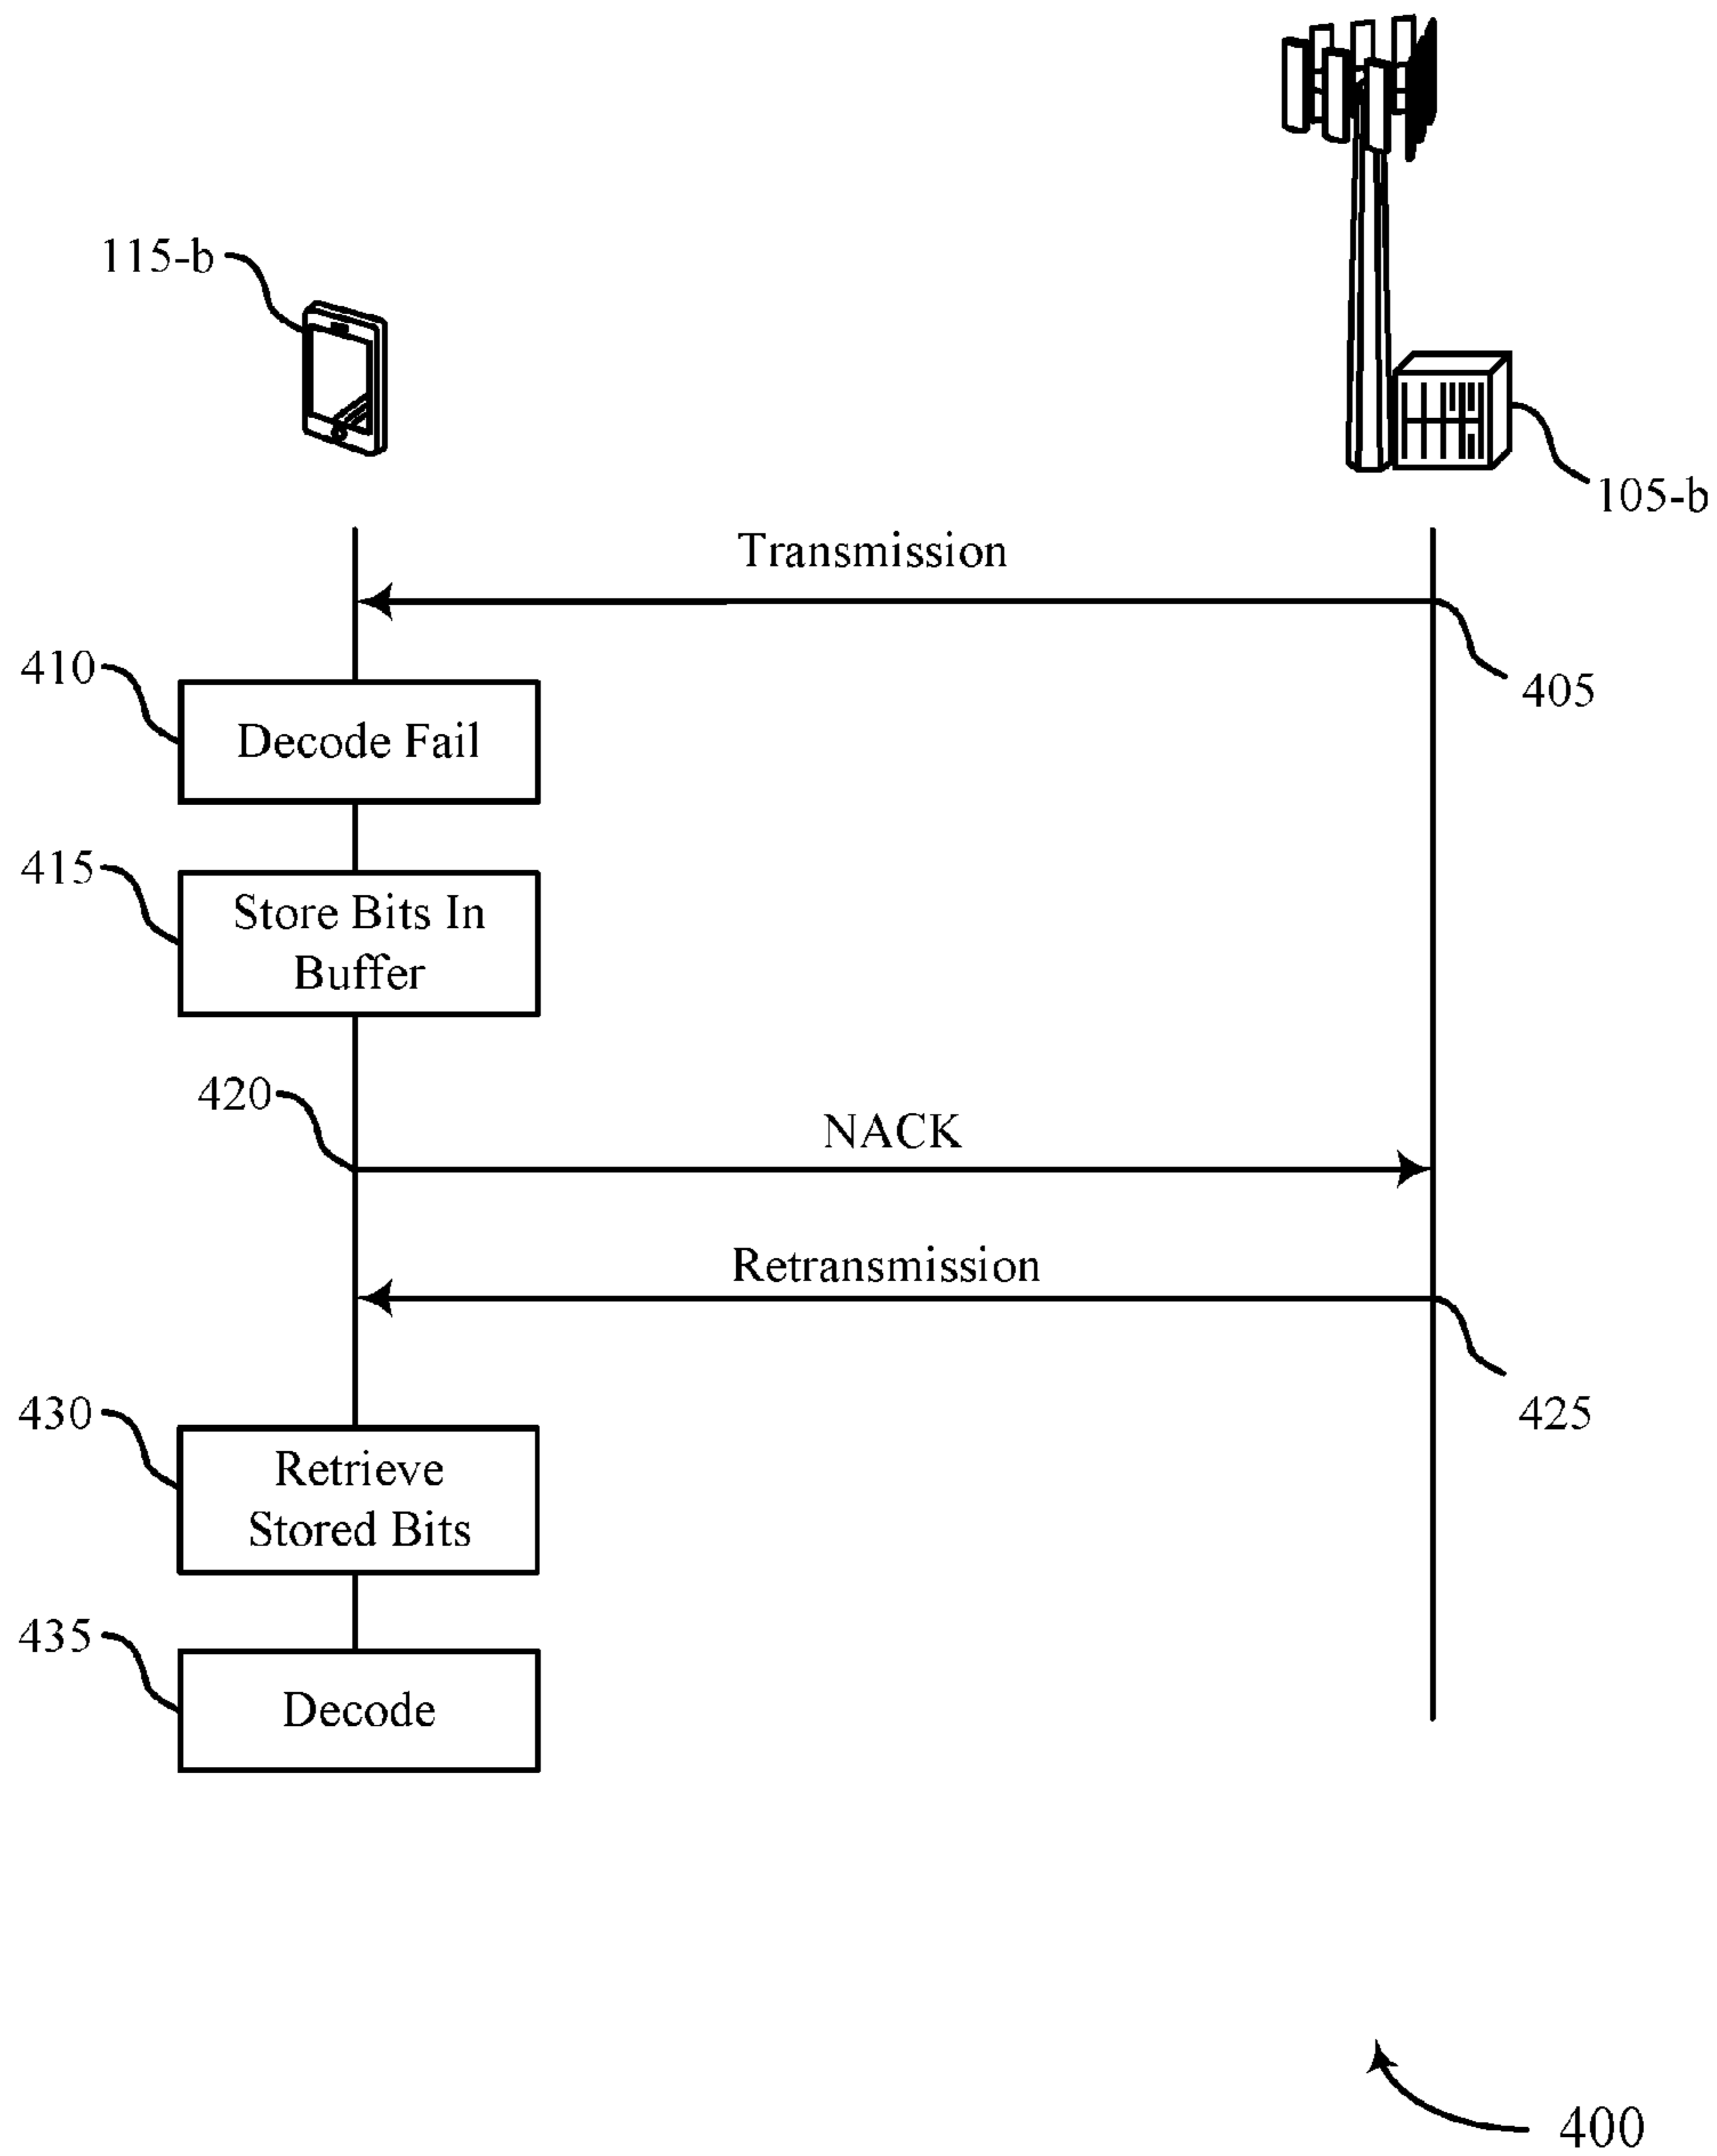 115-b
105-b
Transmission
405
410
Decode Fail
415
Store Bits In
Buffer
420
NACK
Retransmission
425
430
Retrieve
Stored Bits
435
Decode
400